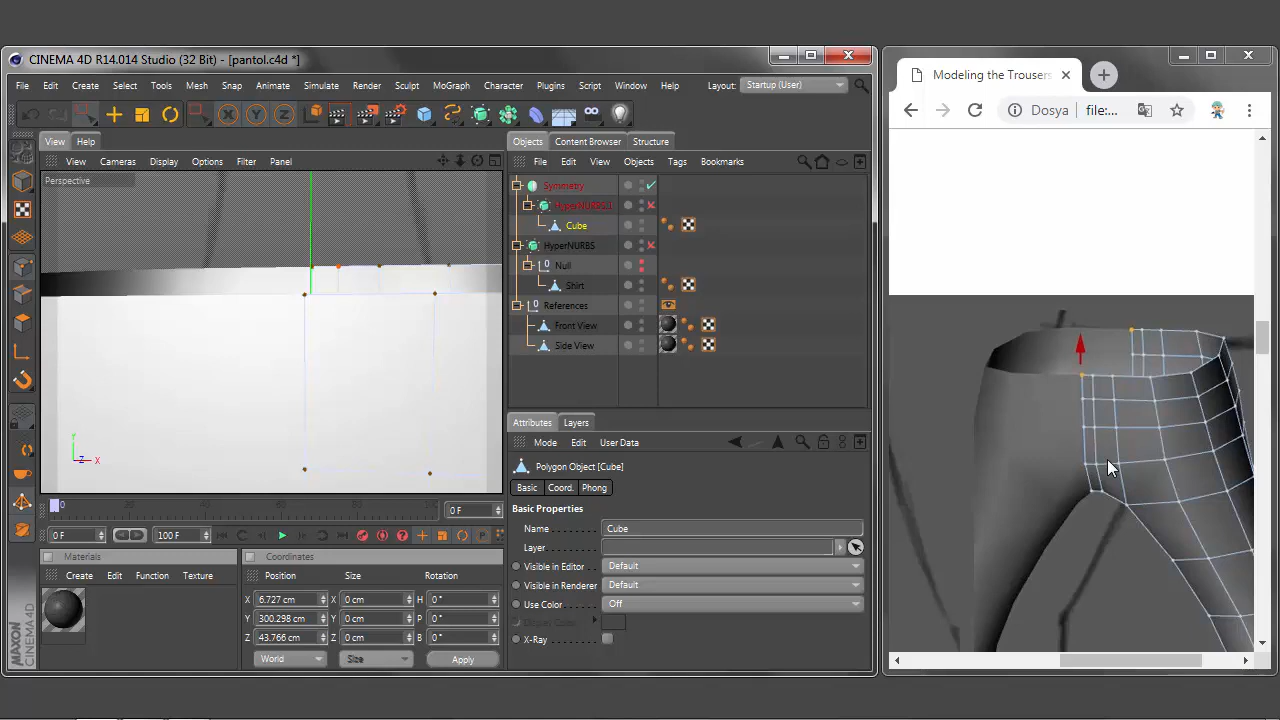 CINEMA 4D R14.014 Studio (32 Bit) - [pantol.c4d *]
File Edit Create Select Tools Mesh Snap Animate Simulate Render Sculpt MoGraph Character Plugins Script Window Help Layout: Startup (User)
View Help
View Cameras Display Options Filter Panel
Perspective
Y
Z X
Objects Content Browser Structure
File Edit View Objects Tags Bookmarks
Symmetry
HyperNURBS.1
Cube
HyperNURBS
Null
Shirt
References
Front View
Side View
Attributes Layers
Mode Edit User Data
Polygon Object [Cube]
Basic Coord. Phong
Basic Properties
Name Cube
Layer
Visible in Editor Default
Visible in Renderer Default
Use Color Off
Display Color
X-Ray
0 F
0 F 100 F
Materials
Create Edit Function Texture
Coordinates
Position Size Rotation
X 6.727 cm X 0 cm H 0 °
Y 300.298 cm Y 0 cm P 0 °
Z 43.766 cm Z 0 cm B 0 °
World Size Apply
MAXON
CINEMA 4D
Modeling the Trousers
Dosya file:...